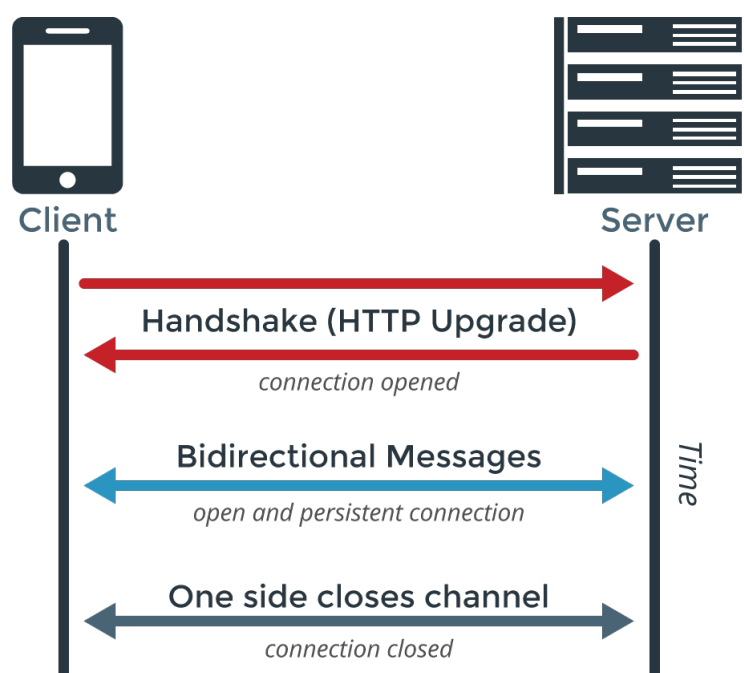 Client
Server
Handshake (HTTP Upgrade)
connection opened
Bidirectional Messages
open and persistent connection
Time
One side closes channel
connection closed